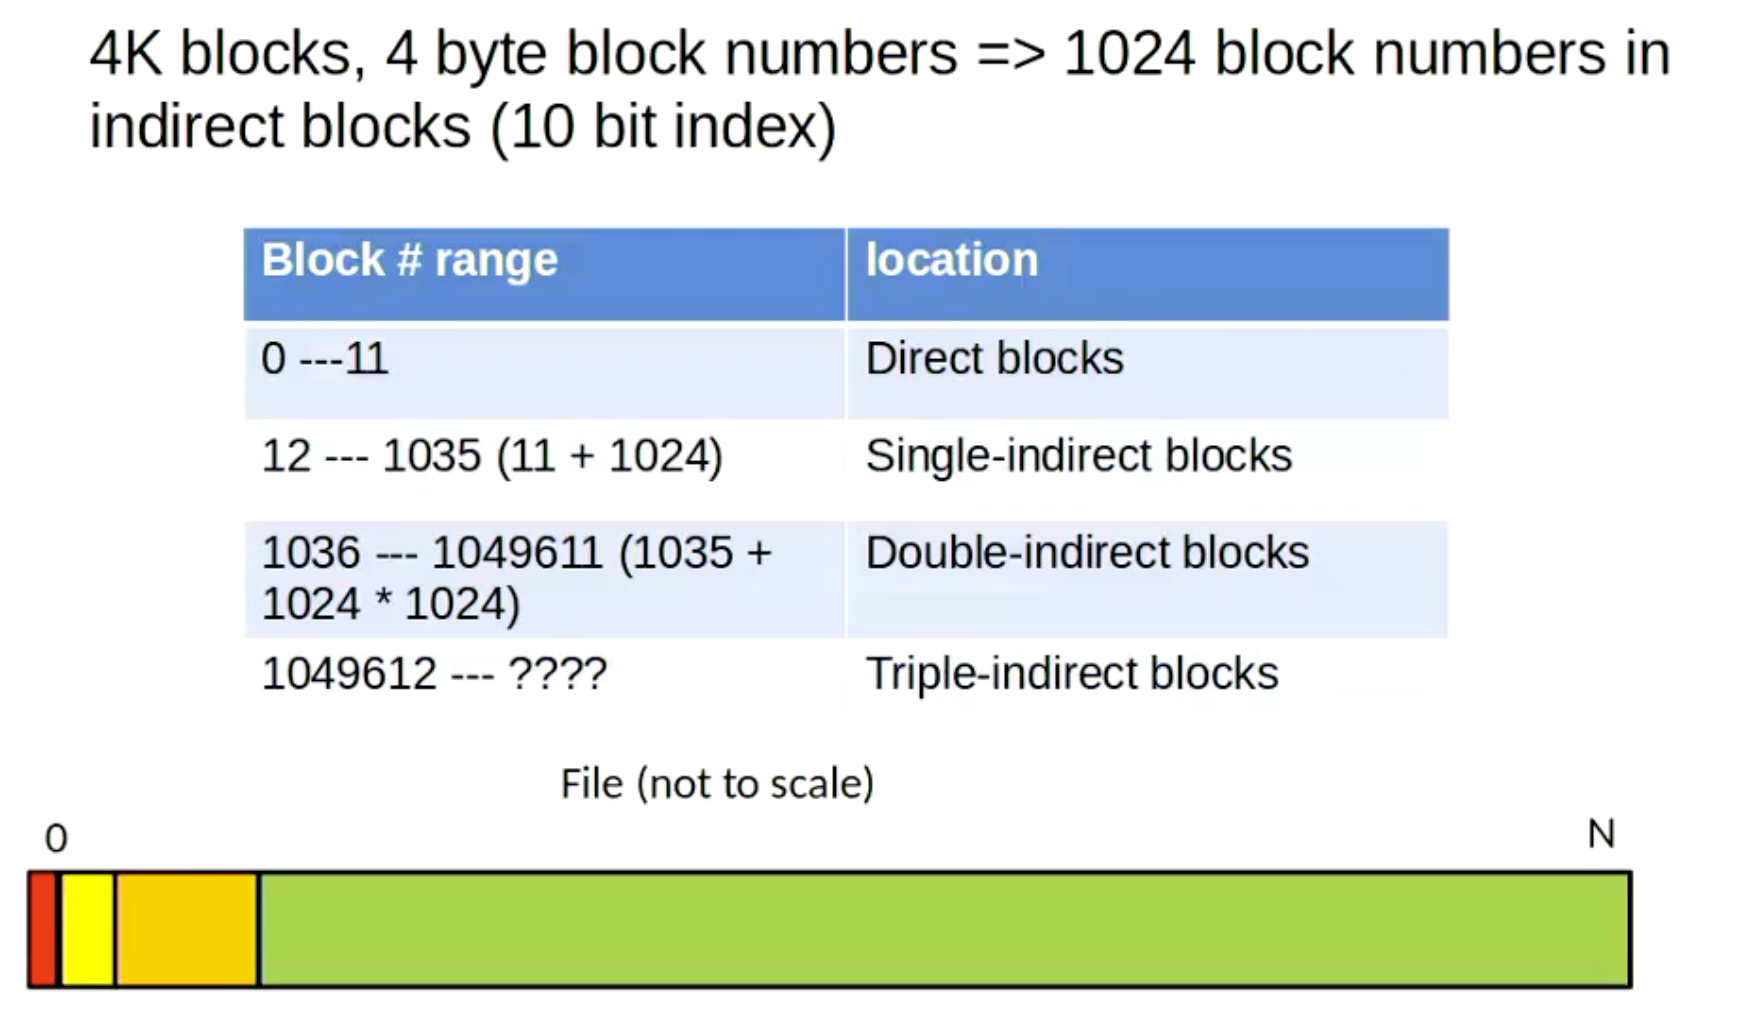 4K blocks, 4 byte block numbers => 1024 block numbers in
indirect blocks (10 bit index)
Block # range
location
0 ---11
Direct blocks
12 --- 1035 (11 + 1024)
Single-indirect blocks
1036 --- 1049611 (1035 +
1024 * 1024)
Double-indirect blocks
1049612 --- ????
Triple-indirect blocks
File (not to scale)
0
N